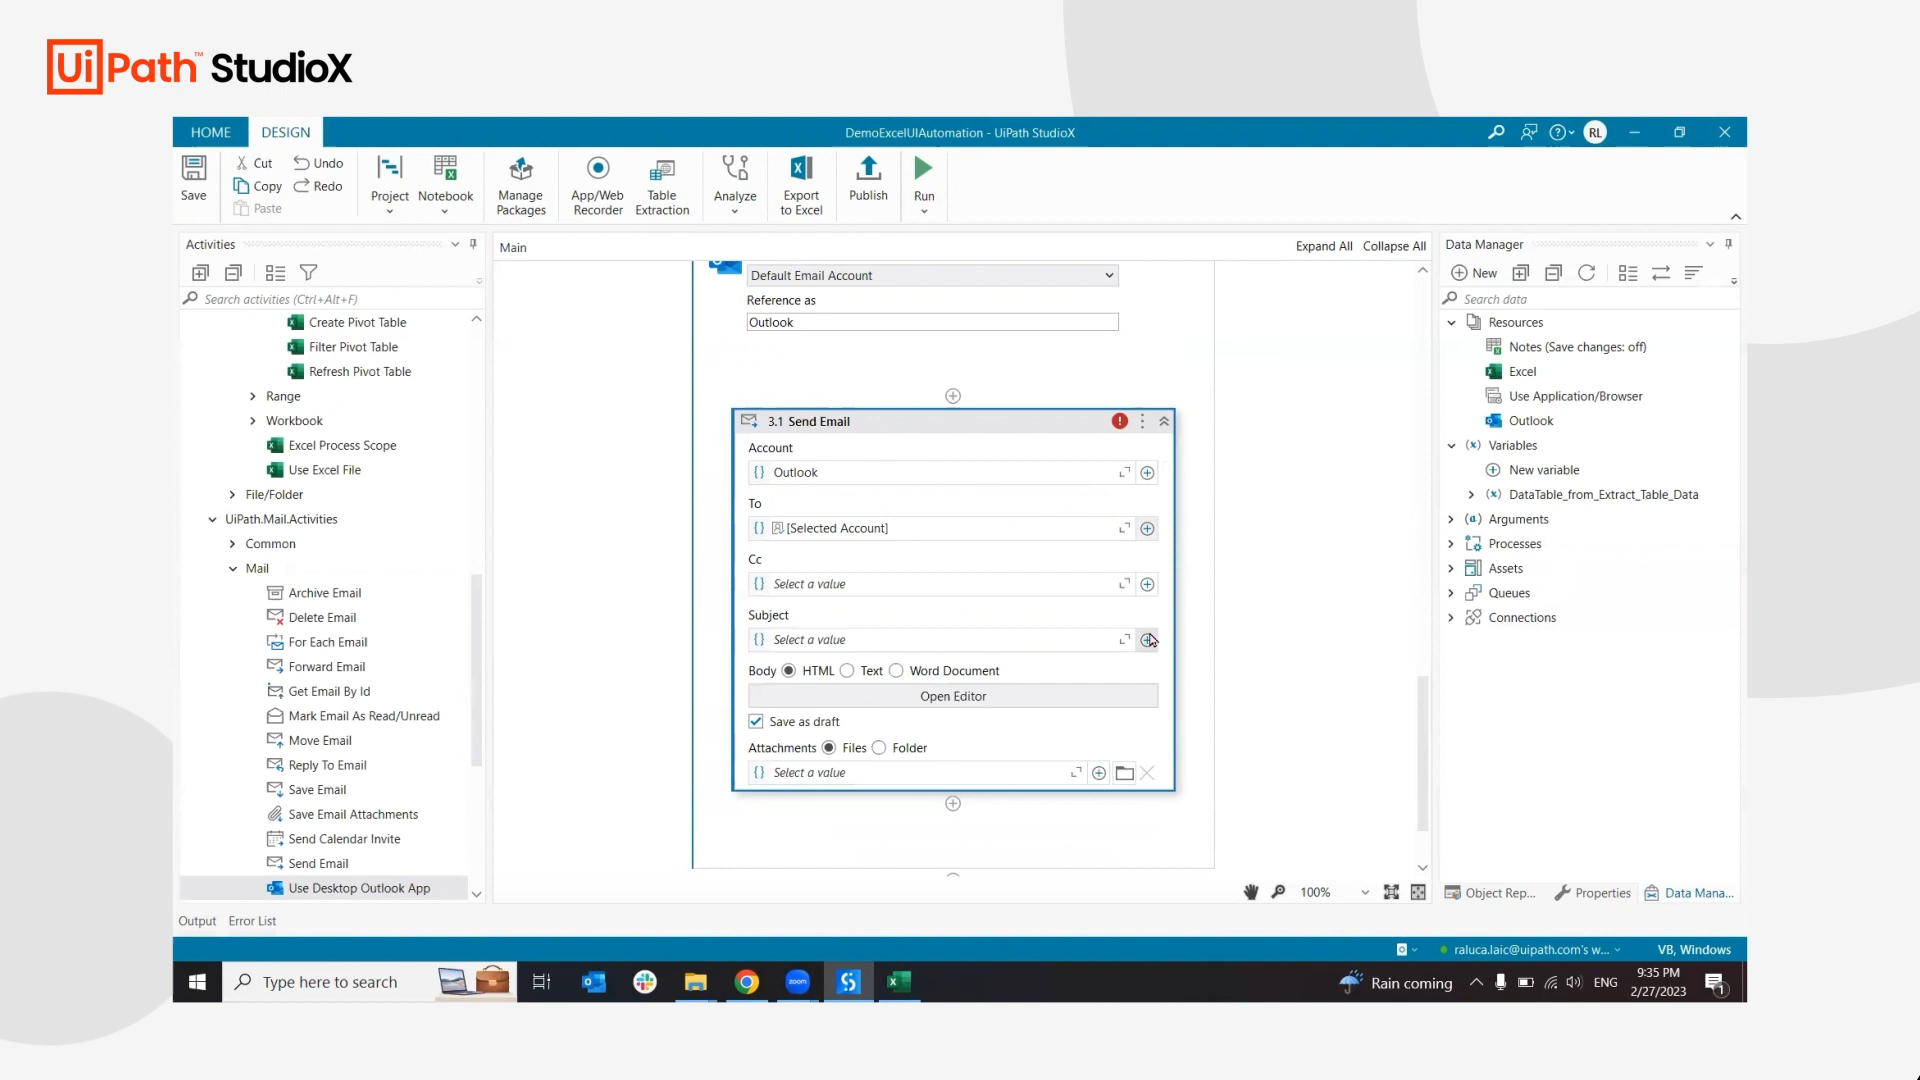 UiPath™ StudioX
HOME
DESIGN
DemoExcelUIAutomation - UiPath StudioX
RL
Save
Cut
Copy
Paste
Undo
Redo
Project
Notebook
Manage Packages
App/Web Recorder
Table Extraction
Analyze
Export to Excel
Publish
Run
Activities
Search activities (Ctrl+Alt+F)
Create Pivot Table
Filter Pivot Table
Refresh Pivot Table
Range
Workbook
Excel Process Scope
Use Excel File
File/Folder
UiPath.Mail.Activities
Common
Mail
Archive Email
Delete Email
For Each Email
Forward Email
Get Email By Id
Mark Email As Read/Unread
Move Email
Reply To Email
Save Email
Save Email Attachments
Send Calendar Invite
Send Email
Use Desktop Outlook App
Main
Expand All
Collapse All
Default Email Account
Reference as
Outlook
3.1 Send Email
Account
Outlook
To
[Selected Account]
Cc
Select a value
Subject
Select a value
Body
HTML
Text
Word Document
Open Editor
Save as draft
Attachments
Files
Folder
Select a value
100%
Data Manager
New
Search data
Resources
Notes (Save changes: off)
Excel
Use Application/Browser
Outlook
Variables
New variable
DataTable_from_Extract_Table_Data
Arguments
Processes
Assets
Queues
Connections
Object Rep...
Properties
Data Mana...
Output
Error List
raluca.laic@uipath.com's w...
VB, Windows
Type here to search
zoom
Rain coming
ENG
9:35 PM
2/27/2023
1